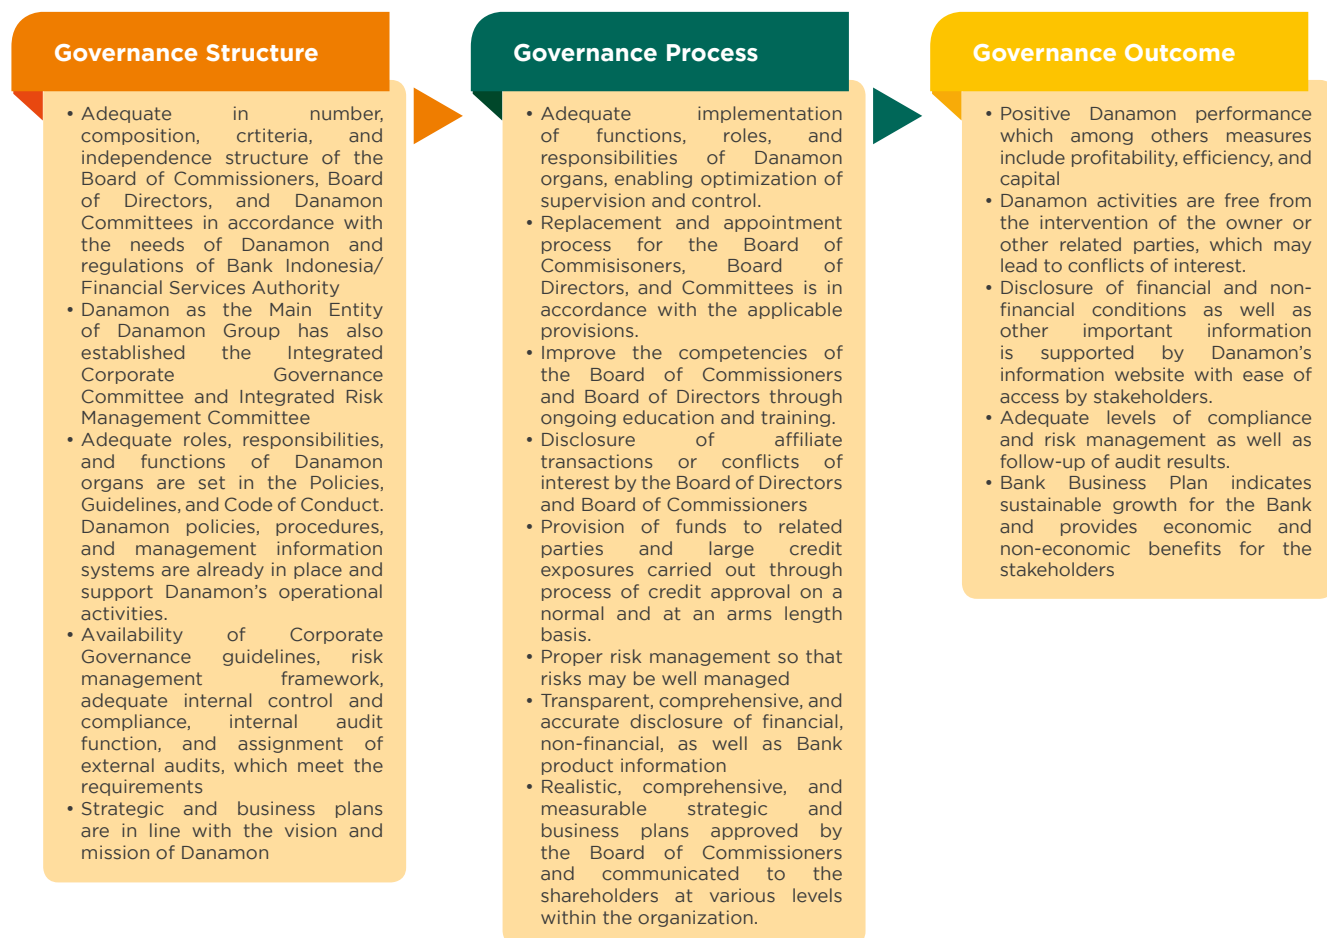 Governance Structure
• Adequate in number,
composition, crtiteria, and
independence structure of the
Board of Commissioners, Board
of Directors, and Danamon
Committees in accordance with
the needs of Danamon and
regulations of Bank Indonesia/
Financial Services Authority
• Danamon as the Main Entity
of Danamon Group has also
established the Integrated
Corporate Governance
Committee and Integrated Risk
Management Committee
• Adequate roles, responsibilities,
and functions of Danamon
organs are set in the Policies,
Guidelines, and Code of Conduct.
Danamon policies, procedures,
and management information
systems are already in place and
support Danamon's operational
activities.
• Availability of Corporate
Governance guidelines, risk
management framework,
adequate internal control and
compliance, internal audit
function, and assignment of
external audits, which meet the
requirements
• Strategic and business plans
are in line with the vision and
mission of Danamon
Governance Process
• Adequate implementation
of functions, roles, and
responsibilities of Danamon
organs, enabling optimization of
supervision and control.
• Replacement and appointment
process for the Board of
Commisisoners, Board of
Directors, and Committees is in
accordance with the applicable
provisions.
• Improve the competencies of
the Board of Commissioners
and Board of Directors through
ongoing education and training.
• Disclosure of affiliate
transactions or conflicts of
interest by the Board of Directors
and Board of Commissioners
• Provision of funds to related
parties and large credit
exposures carried out through
process of credit approval on a
normal and at an arms length
basis.
• Proper risk management so that
risks may be well managed
• Transparent, comprehensive, and
accurate disclosure of financial,
non-financial, as well as Bank
product information
• Realistic, comprehensive, and
measurable strategic and
business plans approved by
the Board of Commissioners
and communicated to the
shareholders at various levels
within the organization.
Governance Outcome
• Positive Danamon performance
which among others measures
include profitability, efficiency, and
capital
• Danamon activities are free from
the intervention of the owner or
other related parties, which may
lead to conflicts of interest.
• Disclosure of financial and non-
financial conditions as well as
other important information
is supported by Danamon's
information website with ease of
access by stakeholders.
• Adequate levels of compliance
and risk management as well as
follow-up of audit results.
• Bank Business Plan indicates
sustainable growth for the Bank
and provides economic and
non-economic benefits for the
stakeholders